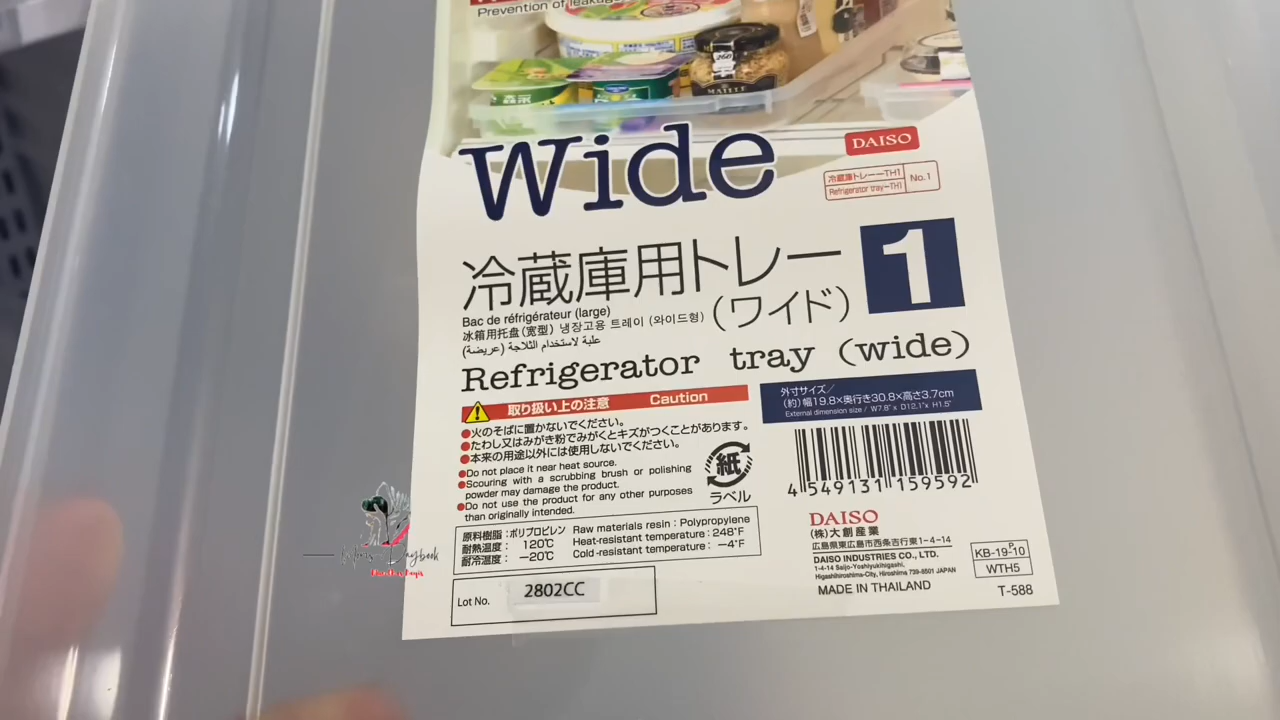 Prevention of leakage
MAILLE
Wide
DAISO
冷蔵庫トレー−TH1
Refrigerator tray−TH1
No.1
冷蔵庫用トレー
(ワイド)
1
Bac de réfrigérateur (large)
冰箱用托盘(宽型) 냉장고용 트레이 (와이드형)
علبة لاستخدام الثلاجة (عريضة)
Refrigerator tray (wide)
取り扱い上の注意 Caution
●火のそばに置かないでください。
●たわし又はみがき粉でみがくとキズがつくことがあります。
●本来の用途以外には使用しないでください。
●Do not place it near heat source.
●Scouring with a scrubbing brush or polishing
powder may damage the product.
●Do not use the product for any other purposes
than originally intended.
紙
ラベル
原料樹脂:ポリプロピレン Raw materials resin : Polypropylene
耐熱温度: 120℃ Heat-resistant temperature : 248°F
耐冷温度: −20℃ Cold-resistant temperature : −4°F
Lot No. 2802CC
外寸サイズ/
(約)幅19.8×奥行き30.8×高さ3.7cm
External dimension size / W7.8" x D12.1"x H1.5"
4 549131 159592
DAISO
(株)大創産業
広島県東広島市西条吉行東1-4-14
DAISO INDUSTRIES CO., LTD.
1-4-14 Saijo-Yoshiyukihigashi,
Higashihiroshima-City, Hiroshima 739-8501 JAPAN
MADE IN THAILAND
KB-19-10
P
WTH5
T-588
Daybook